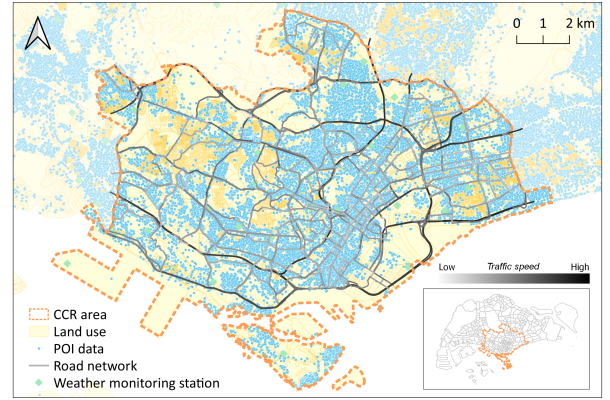 0 1 2 km
Low Traffic speed High
CCR area
Land use
POI data
Road network
Weather monitoring station